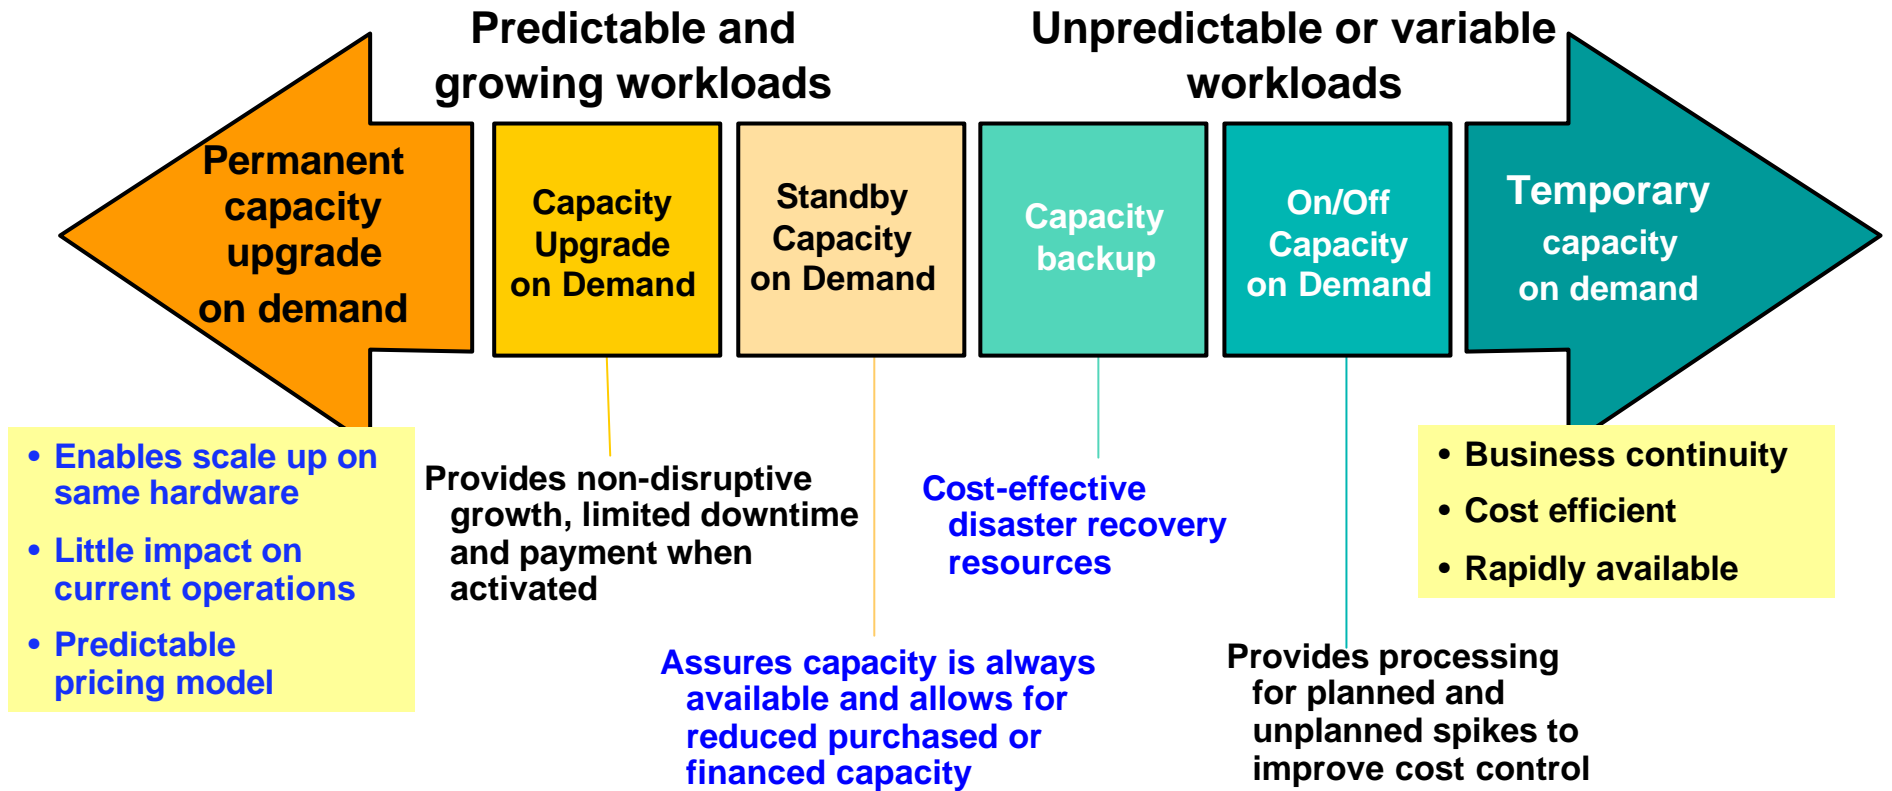 Predictable and
growing workloads
Unpredictable or variable
workloads
Permanent
capacity
upgrade
on demand
Capacity
Upgrade
on Demand
Standby
Capacity
on Demand
Capacity
backup
On/Off
Capacity
on Demand
Temporary
capacity
on demand
• Enables scale up on
same hardware
• Little impact on
current operations
• Predictable
pricing model
Provides non-disruptive
growth, limited downtime
and payment when
activated
Assures capacity is always
available and allows for
reduced purchased or
financed capacity
Cost-effective
disaster recovery
resources
Provides processing
for planned and
unplanned spikes to
improve cost control
• Business continuity
• Cost efficient
• Rapidly available